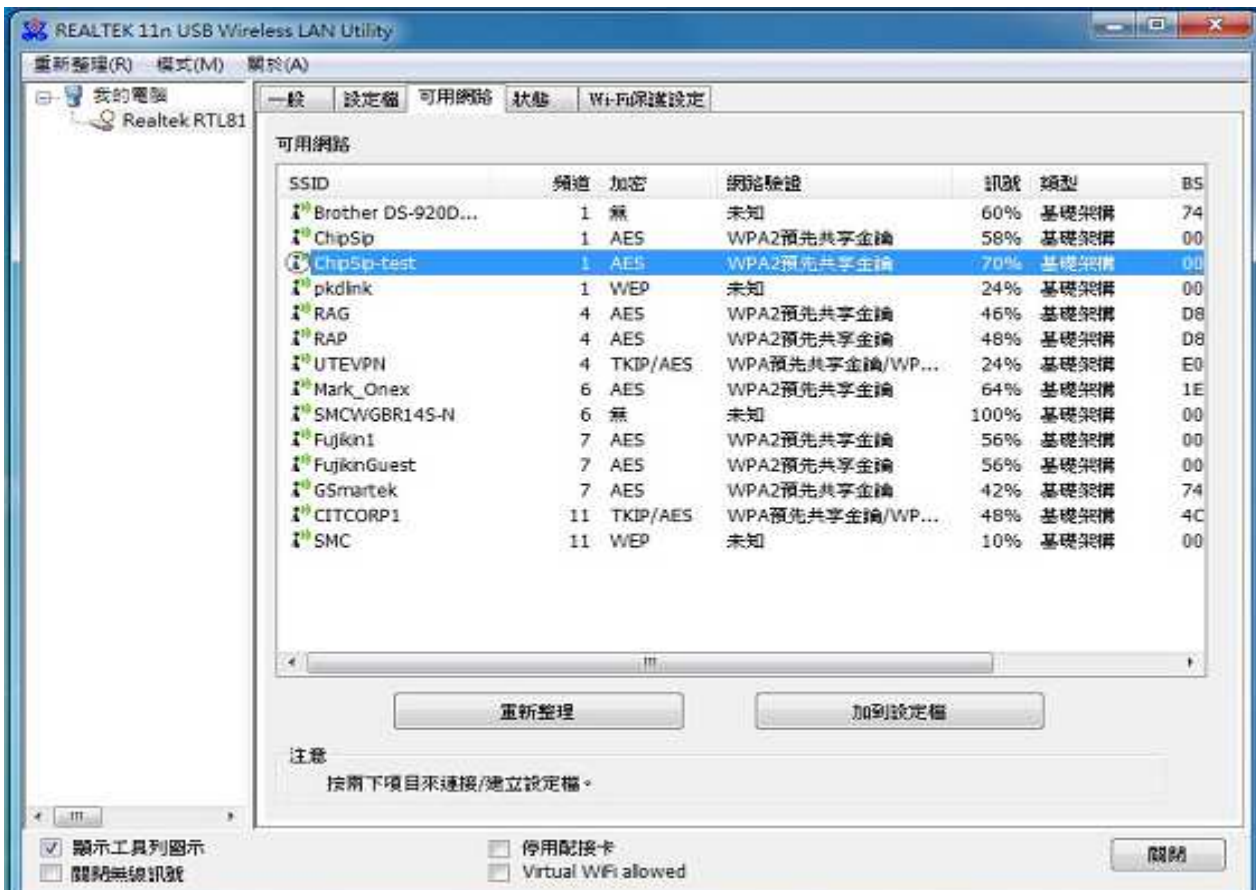 REALTEK 11n USB Wireless LAN Utility
重新整理(R) 模式(M) 關於(A)
我的電腦
Realtek RTL81
一般 設定檔 可用網路 狀態 Wi-Fi保護設定
可用網路
SSID 頻道 加密 網路驗證 訊號 類型 BS
Brother DS-920D... 1 無 未知 60% 基礎架構 74
ChipSip 1 AES WPA2預先共享金鑰 58% 基礎架構 00
ChipSip-test 1 AES WPA2預先共享金鑰 70% 基礎架構 00
pkdlink 1 WEP 未知 24% 基礎架構 00
RAG 4 AES WPA2預先共享金鑰 46% 基礎架構 D8
RAP 4 AES WPA2預先共享金鑰 48% 基礎架構 D8
UTEVPN 4 TKIP/AES WPA預先共享金鑰/WP... 24% 基礎架構 E0
Mark_Onex 6 AES WPA2預先共享金鑰 64% 基礎架構 1E
SMCWGBR14S-N 6 無 未知 100% 基礎架構 00
Fujikin1 7 AES WPA2預先共享金鑰 56% 基礎架構 00
FujikinGuest 7 AES WPA2預先共享金鑰 56% 基礎架構 00
GSmartek 7 AES WPA2預先共享金鑰 42% 基礎架構 74
CITCORP1 11 TKIP/AES WPA預先共享金鑰/WP... 48% 基礎架構 4C
SMC 11 WEP 未知 10% 基礎架構 00
重新整理 加到設定檔
注意
按兩下項目來連接/建立設定檔。
顯示工具列圖示 停用配接卡 關閉
關閉無線訊號 Virtual WiFi allowed